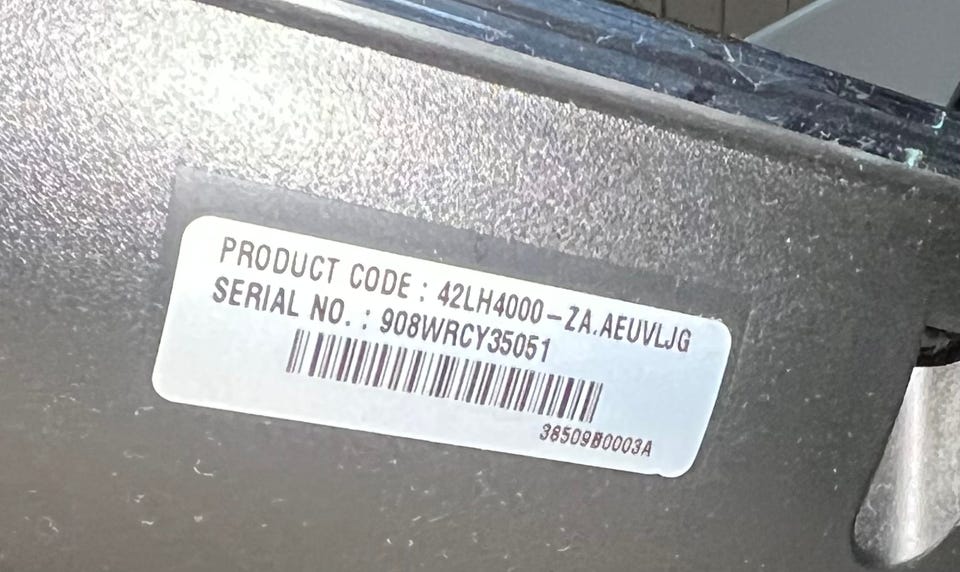 PRODUCT CODE : 42LH4000-ZA.AEUVLJG
SERIAL NO. : 908WRCY35051
38509B0003A